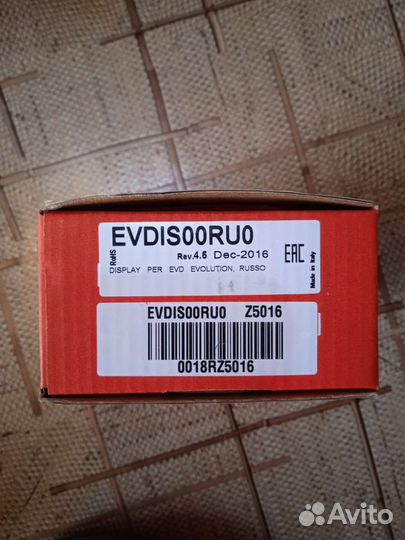 EVDIS00RU0
RoHS
Rev.4.5 Dec-2016
EAC
Made in Italy
DISPLAY PER EVD EVOLUTION, RUSSO
EVDIS00RU0 Z5016
0018RZ5016
Avito